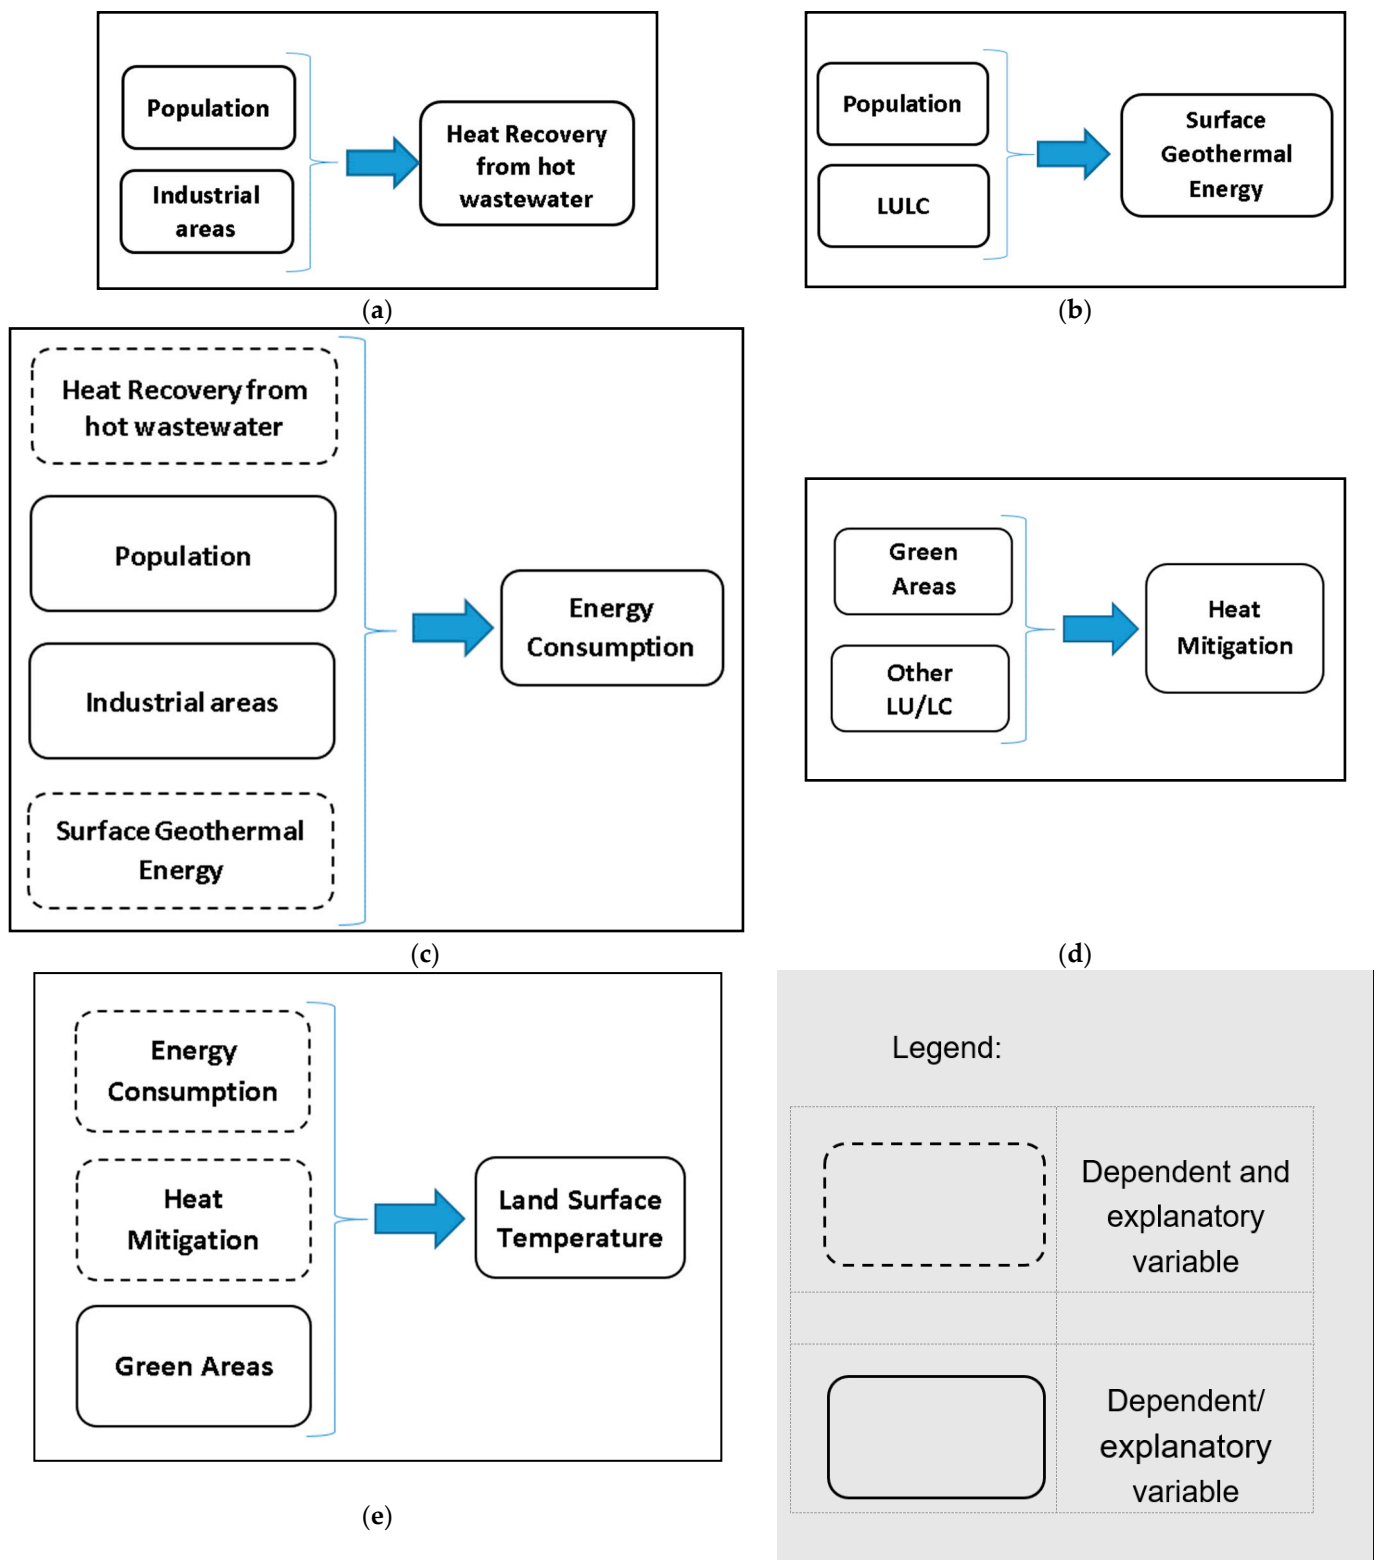 Population
Industrial
areas
Heat Recovery
from hot
wastewater
(a)
Population
LULC
Surface
Geothermal
Energy
(b)
Heat Recovery from
hot wastewater
Population
Industrial areas
Surface Geothermal
Energy
Energy
Consumption
(c)
Green
Areas
Other
LU/LC
Heat
Mitigation
(d)
Energy
Consumption
Heat
Mitigation
Green Areas
Land Surface
Temperature
(e)
Legend:
Dependent and
explanatory
variable
Dependent/
explanatory
variable